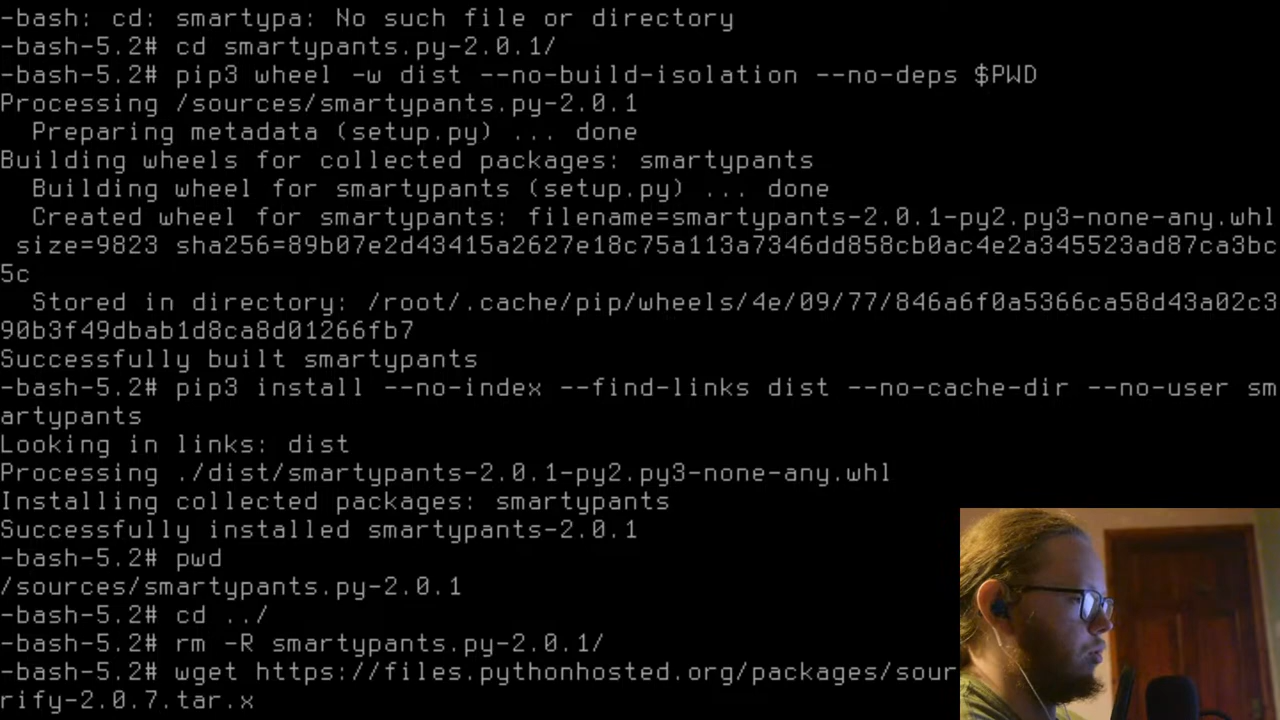 -bash: cd: smartypa: No such file or directory
-bash-5.2# cd smartypants.py-2.0.1/
-bash-5.2# pip3 wheel -w dist --no-build-isolation --no-deps $PWD
Processing /sources/smartypants.py-2.0.1
  Preparing metadata (setup.py) ... done
Building wheels for collected packages: smartypants
  Building wheel for smartypants (setup.py) ... done
  Created wheel for smartypants: filename=smartypants-2.0.1-py2.py3-none-any.whl
 size=9823 sha256=89b07e2d43415a2627e18c75a113a7346dd858cb0ac4e2a345523ad87ca3bc
5c
  Stored in directory: /root/.cache/pip/wheels/4e/09/77/846a6f0a5366ca58d43a02c3
90b3f49dbab1d8ca8d01266fb7
Successfully built smartypants
-bash-5.2# pip3 install --no-index --find-links dist --no-cache-dir --no-user sm
artypants
Looking in links: dist
Processing ./dist/smartypants-2.0.1-py2.py3-none-any.whl
Installing collected packages: smartypants
Successfully installed smartypants-2.0.1
-bash-5.2# pwd
/sources/smartypants.py-2.0.1
-bash-5.2# cd ../
-bash-5.2# rm -R smartypants.py-2.0.1/
-bash-5.2# wget https://files.pythonhosted.org/packages/sour
rify-2.0.7.tar.x